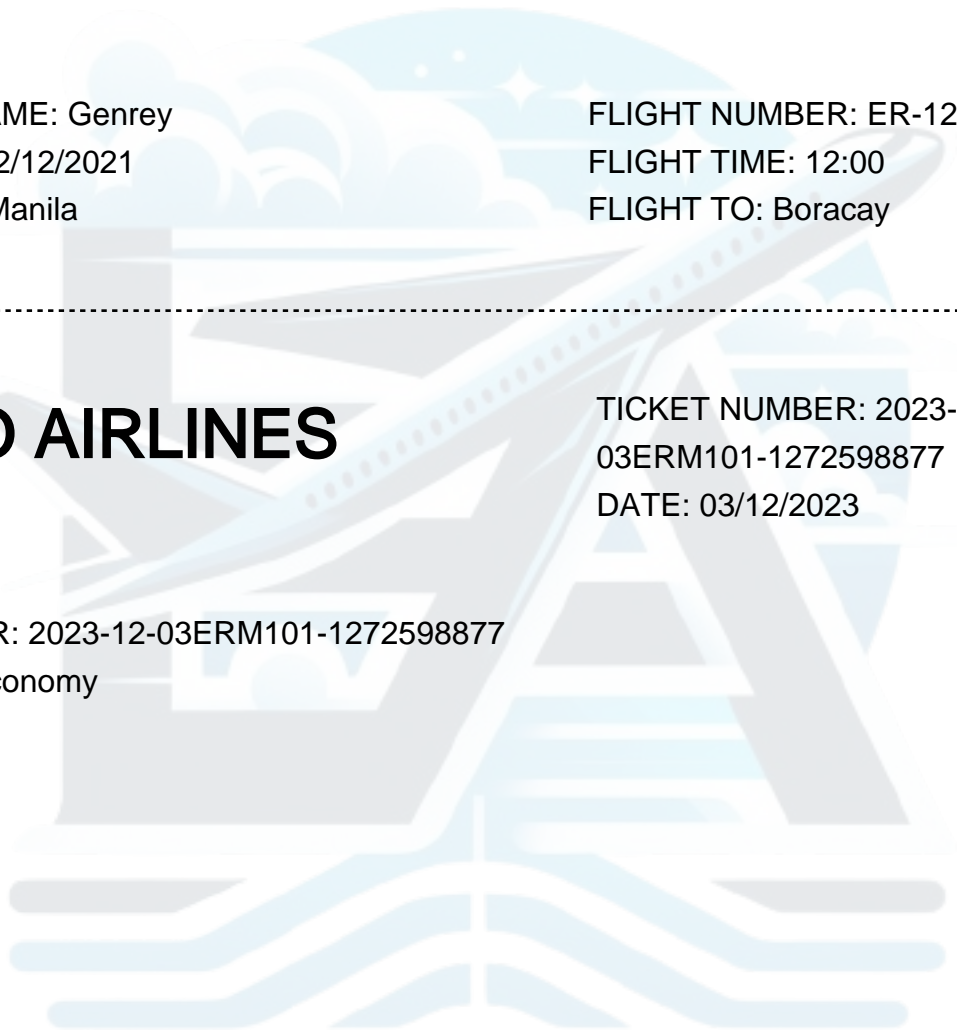 AME: Genrey
2/12/2021
Manila
FLIGHT NUMBER: ER-12
FLIGHT TIME: 12:00
FLIGHT TO: Boracay
O AIRLINES
TICKET NUMBER: 2023-
03ERM101-1272598877
DATE: 03/12/2023
R: 2023-12-03ERM101-1272598877
conomy